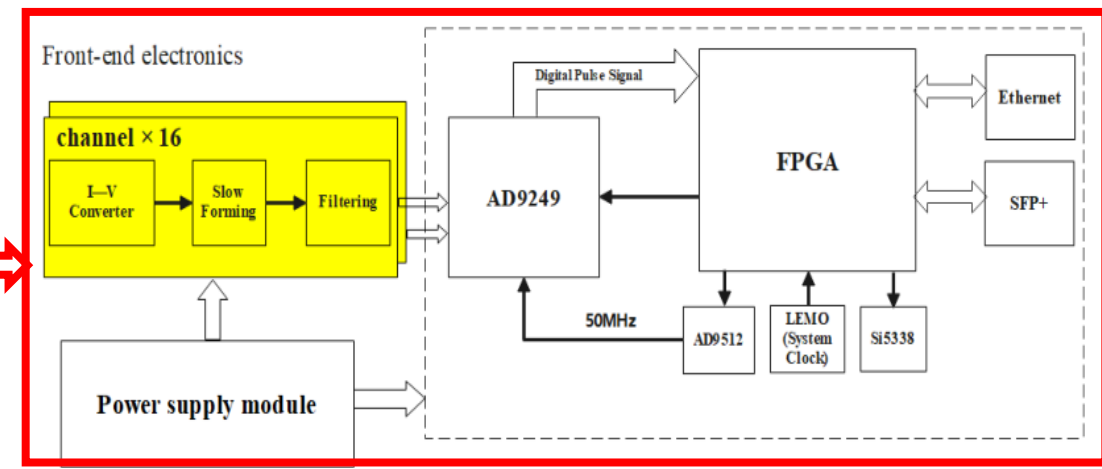 Front-end electronics
channel × 16
I—V
Converter
Slow
Forming
Filtering
Digital Pulse Signal
AD9249
FPGA
Ethernet
SFP+
50MHz
AD9512
LEMO
(System
Clock)
Si5338
Power supply module